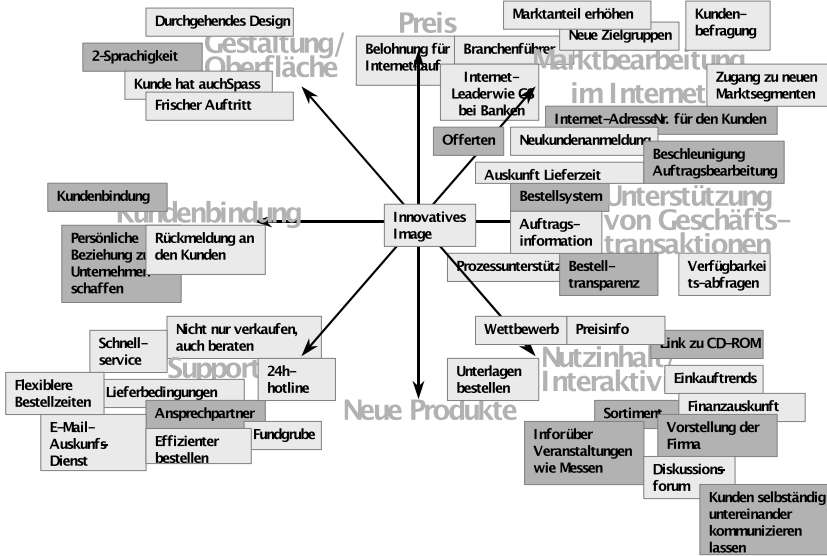 Durchgehendes Design
2-Sprachigkeit
Gestaltung/
Oberfläche
Kunde hat auchSpass
Frischer Auftritt
Preis
Belohnung für
Branchenführer
Internet-
Leaderwie
bei Banken
Marktanteil erhöhen
Neue Zielgruppen
Kunden-
befragung
Marktbearbeitung
im Internet
Zugang zu neuen
Marktsegmenten
Internet-Adresse
Nr. für den Kunden
Offerten
Neukundenanmeldung
Beschleunigung
Auftragsbearbeitung
Auskunft Lieferzeit
Bestellsystem
Unterstützung
von Geschäfts-
transaktionen
Auftrags-
information
Bestell-
transparenz
Verfügbarkei
ts-abfragen
Kundenbindung
Kundenbindung
Persönliche
Beziehung zu
Unternehmen
schaffen
Rückmeldung an
den Kunden
Innovatives
Image
Nicht nur verkaufen,
auch beraten
Schnell-
service
Support
24h-
hotline
Flexiblere
Bestellzeiten
Lieferbedingungen
Ansprechpartner
E-Mail-
Auskunfs-
Dienst
Effizienter
bestellen
Fundgrube
Neue Produkte
Wettbewerb
Preisinfo
Link zu CD-ROM
Nutzinhalt/
Unterlagen
bestellen
Einkauftrends
Sortiment
Finanzauskunft
Inforüber
Veranstaltungen
wie Messen
Vorstellung der
Firma
Diskussions-
forum
Kunden selbständig
untereinander
kommunizieren
lassen